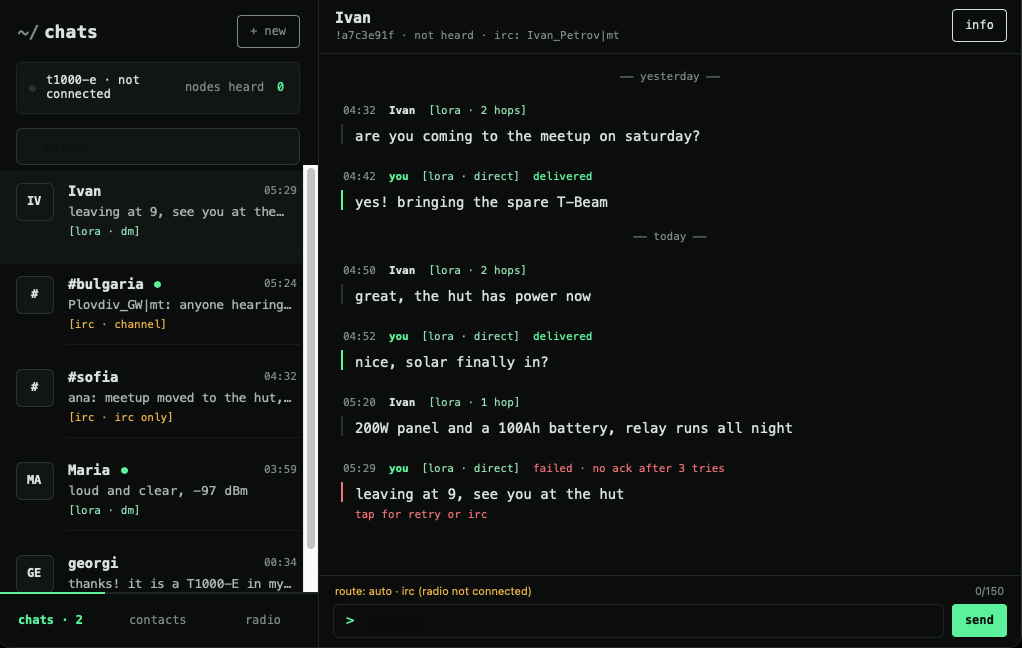 ~/ chats
+ new
t1000-e · not connected
nodes heard 0
IV
Ivan
05:29
leaving at 9, see you at the…
[lora · dm]
#
#bulgaria
05:24
Plovdiv_GW|mt: anyone hearing…
[irc · channel]
#
#sofia
04:32
ana: meetup moved to the hut,…
[irc · irc only]
MA
Maria
03:59
loud and clear, −97 dBm
[lora · dm]
GE
georgi
00:34
thanks! it is a T1000-E in my…
chats · 2
contacts
radio
Ivan
!a7c3e91f · not heard · irc: Ivan_Petrov|mt
info
—— yesterday ——
04:32 Ivan [lora · 2 hops]
are you coming to the meetup on saturday?
04:42 you [lora · direct] delivered
yes! bringing the spare T-Beam
—— today ——
04:50 Ivan [lora · 2 hops]
great, the hut has power now
04:52 you [lora · direct] delivered
nice, solar finally in?
05:20 Ivan [lora · 1 hop]
200W panel and a 100Ah battery, relay runs all night
05:29 you [lora · direct] failed · no ack after 3 tries
leaving at 9, see you at the hut
tap for retry or irc
route: auto · irc (radio not connected)
0/150
>
send